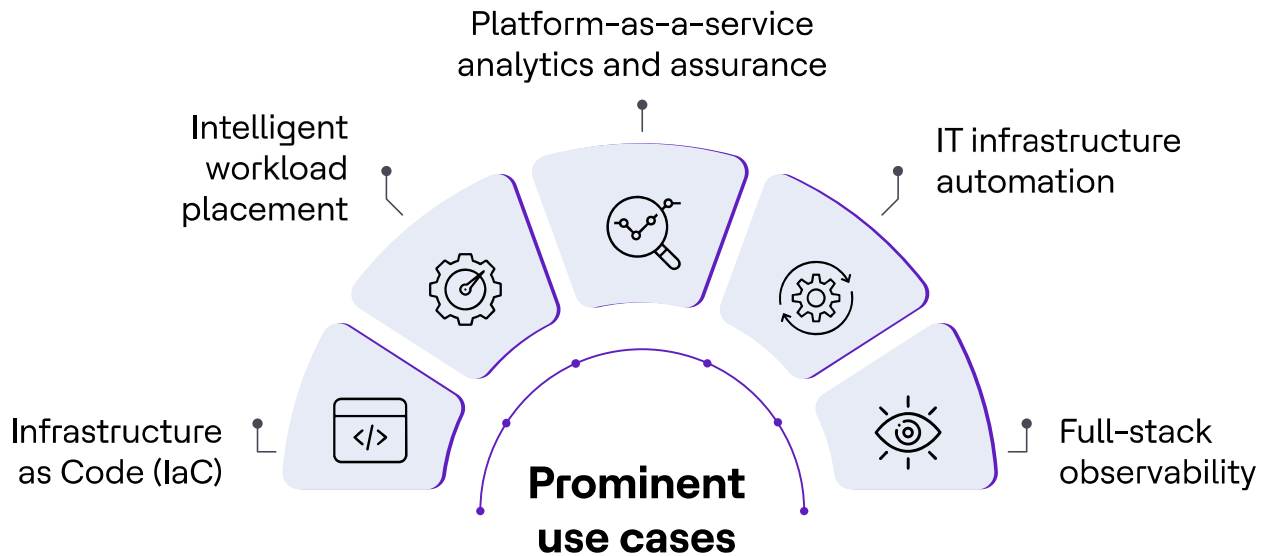 Platform-as-a-service
analytics and assurance
Intelligent
workload
placement
IT infrastructure
automation
Infrastructure
as Code (IaC)
</>
Full-stack
observability
Prominent
use cases